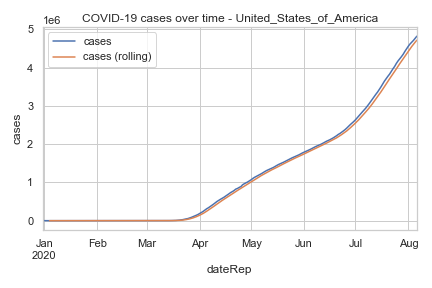 COVID-19 cases over time - United_States_of_America
1e6
cases
cases (rolling)
5
4
3
2
1
0
cases
Jan Feb Mar Apr May Jun Jul Aug
2020
dateRep